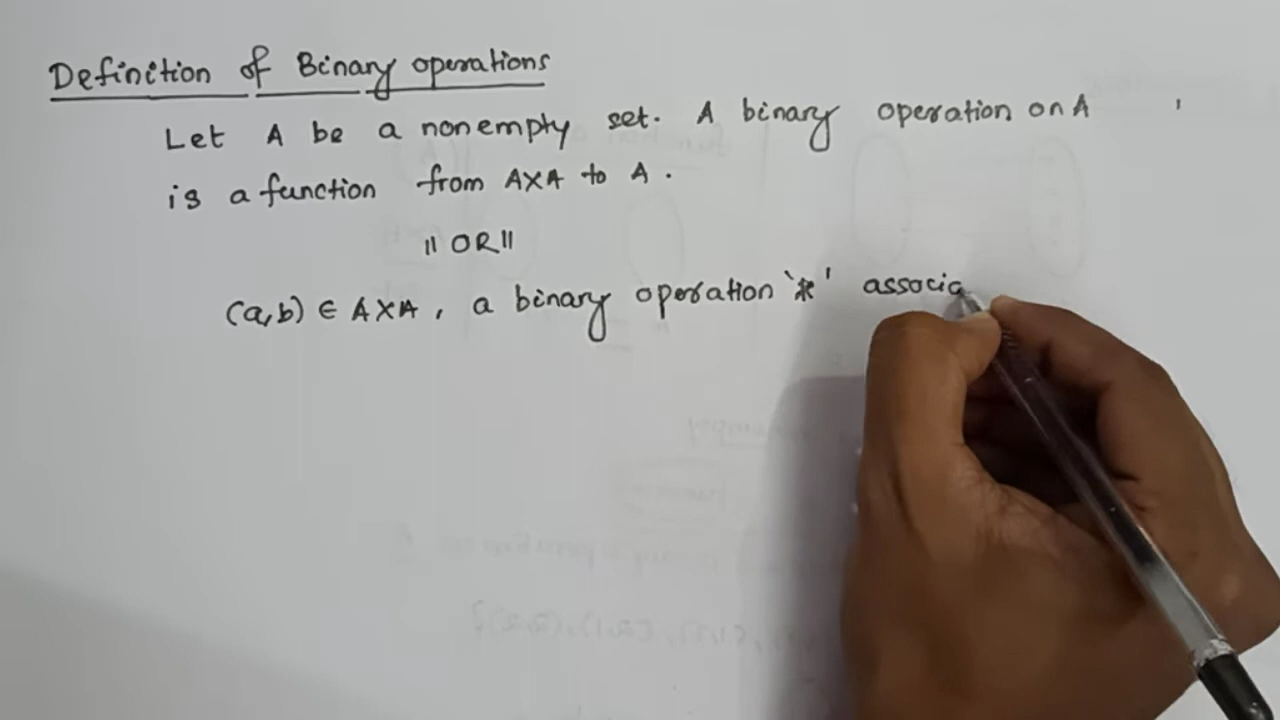 Definition of Binary operations
Let A be a nonempty set. A binary operation on A
is a function from A×A to A.
"OR"
(a,b) ∈ A×A, a binary operation '*' associa